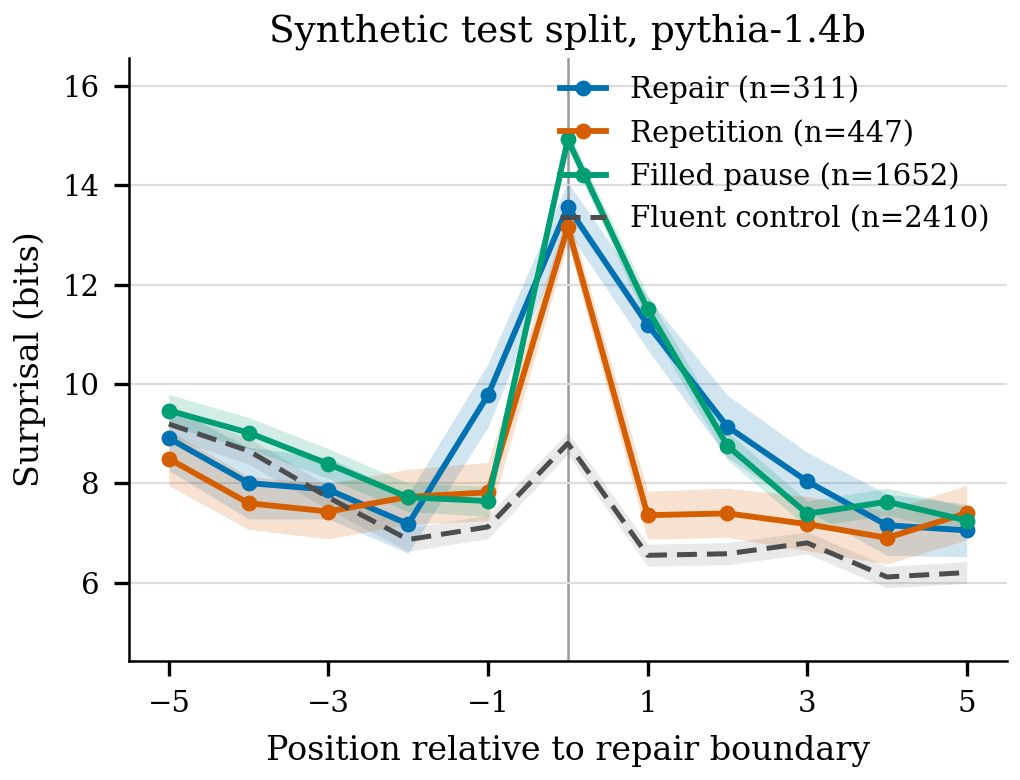 Synthetic test split, pythia-1.4b
Repair (n=311)
Repetition (n=447)
Filled pause (n=1652)
Fluent control (n=2410)
Surprisal (bits)
16
14
12
10
8
6
−5 −3 −1 1 3 5
Position relative to repair boundary